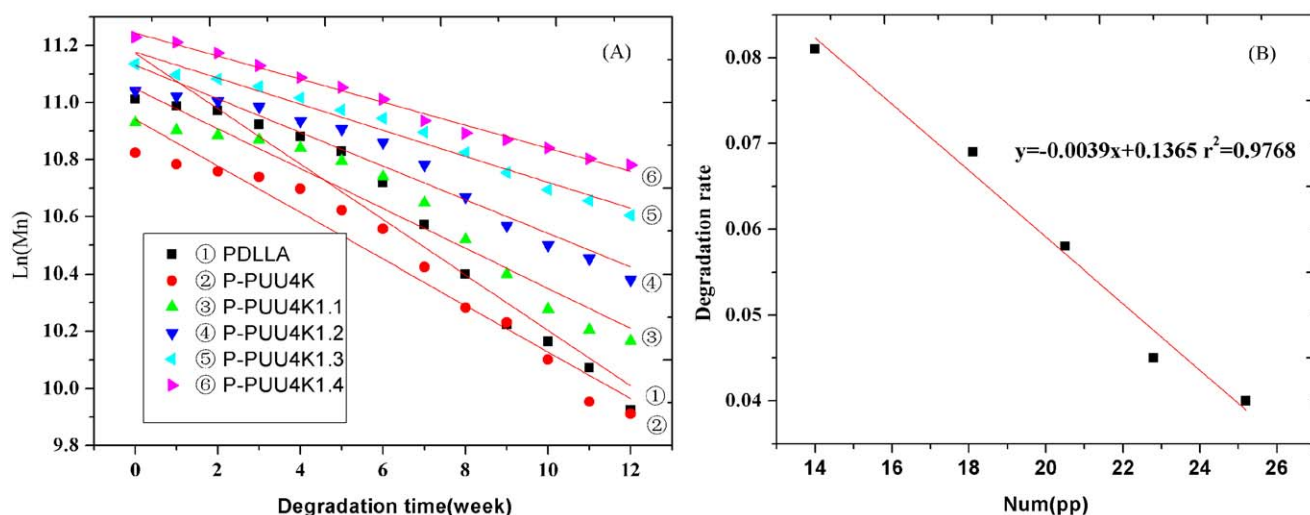 (A)
Ln(Mn)
11.2
11.0
10.8
10.6
10.4
10.2
10.0
9.8
① PDLLA
② P-PUU4K
③ P-PUU4K1.1
④ P-PUU4K1.2
⑤ P-PUU4K1.3
⑥ P-PUU4K1.4
⑥
⑤
④
③
①
②
0 2 4 6 8 10 12
Degradation time(week)
(B)
Degradation rate
0.08
0.07
0.06
0.05
0.04
y=-0.0039x+0.1365 r²=0.9768
14 16 18 20 22 24 26
Num(pp)